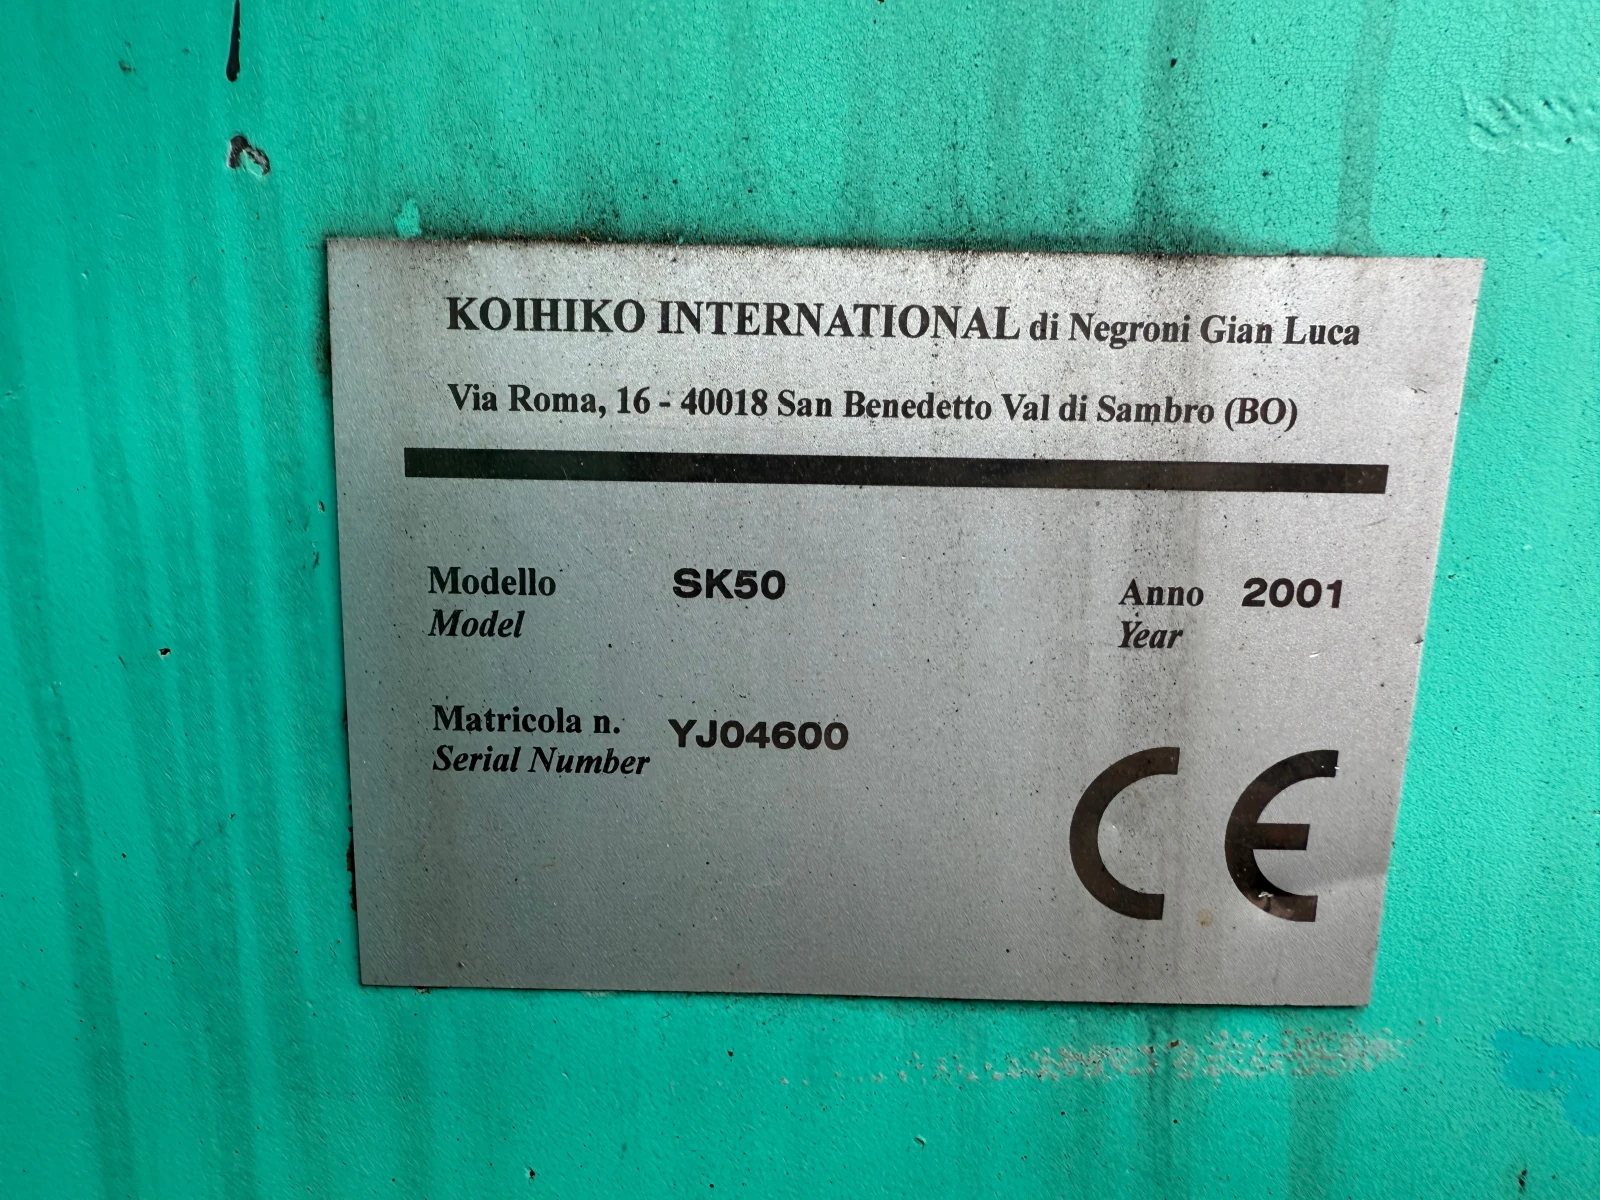 KOIHIKO INTERNATIONAL di Negroni Gian Luca
Via Roma, 16 - 40018 San Benedetto Val di Sambro (BO)
Modello SK50 Anno 2001
Model Year
Matricola n. YJ04600
Serial Number
CE